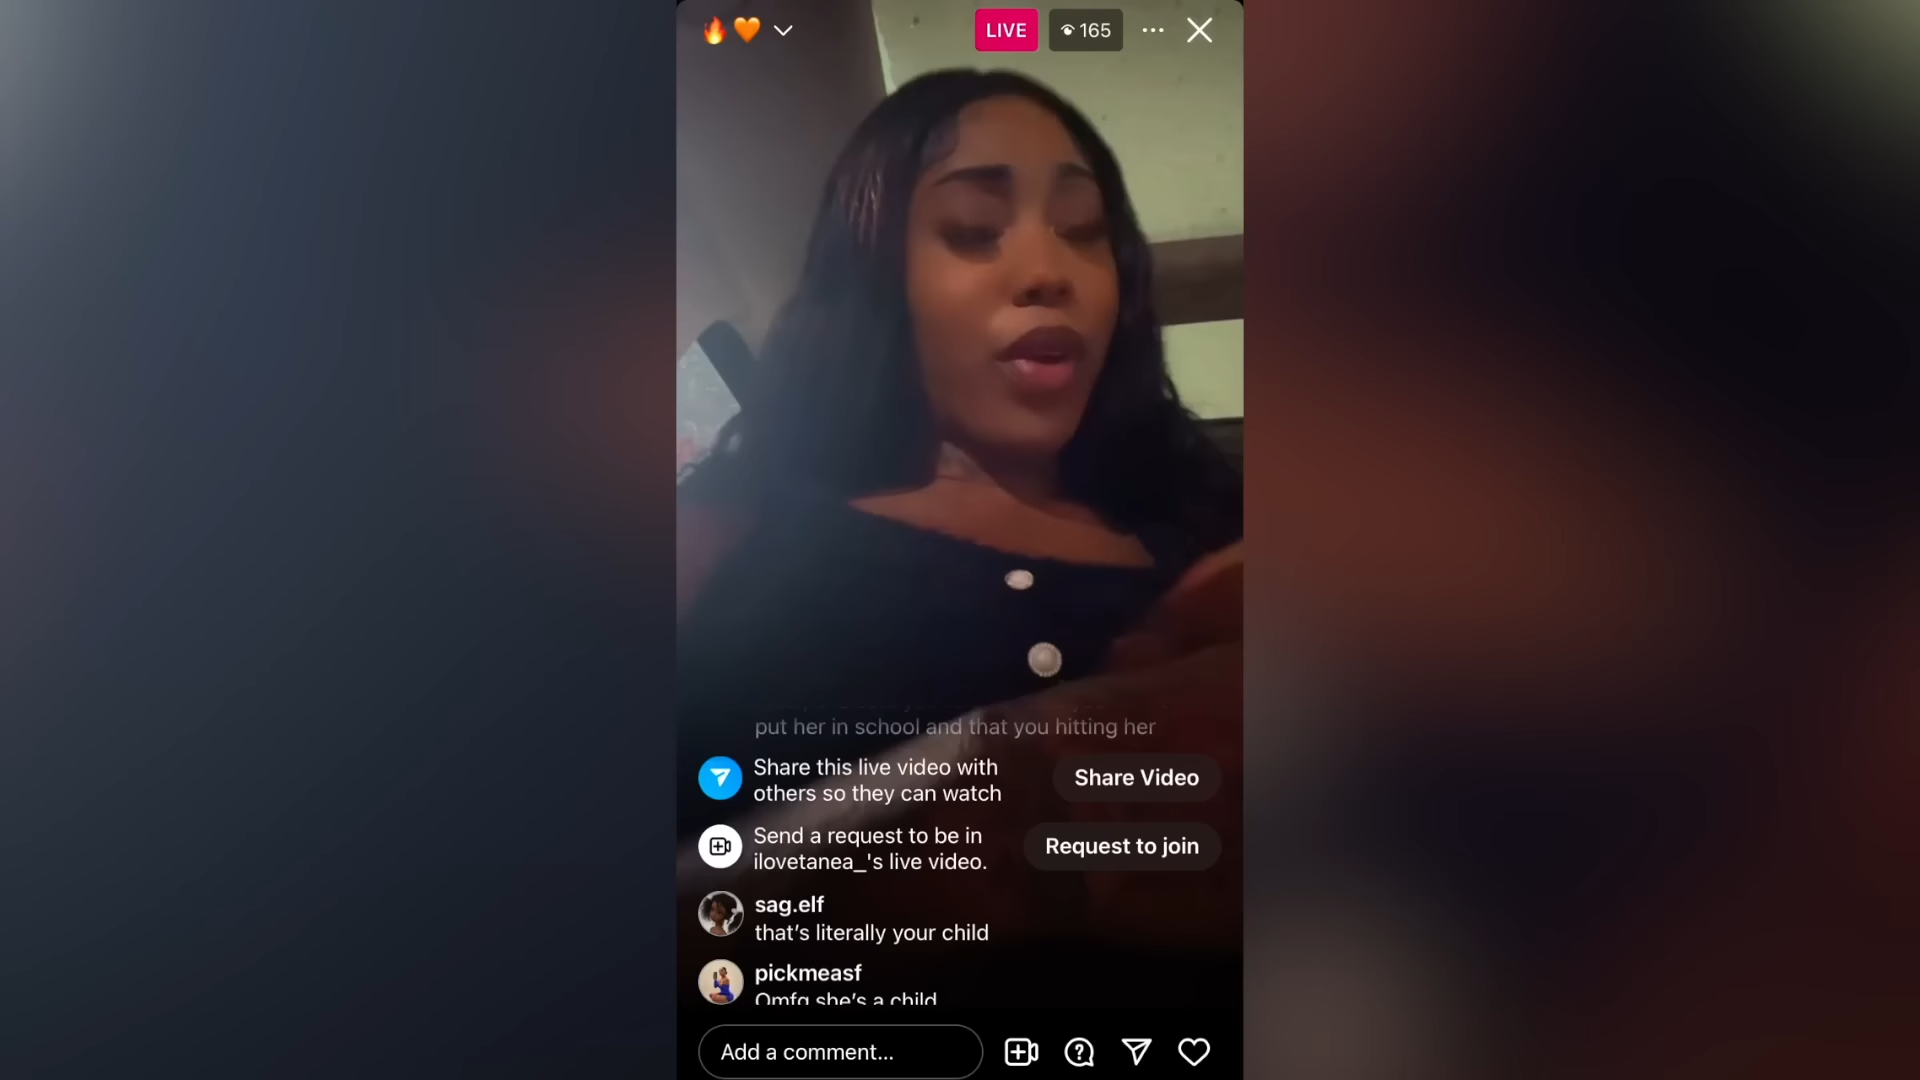 LIVE
165
put her in school and that you hitting her
Share this live video with
others so they can watch
Share Video
Send a request to be in
ilovetanea_'s live video.
Request to join
sag.elf
that’s literally your child
pickmeasf
Omfg she’s a child
Add a comment...